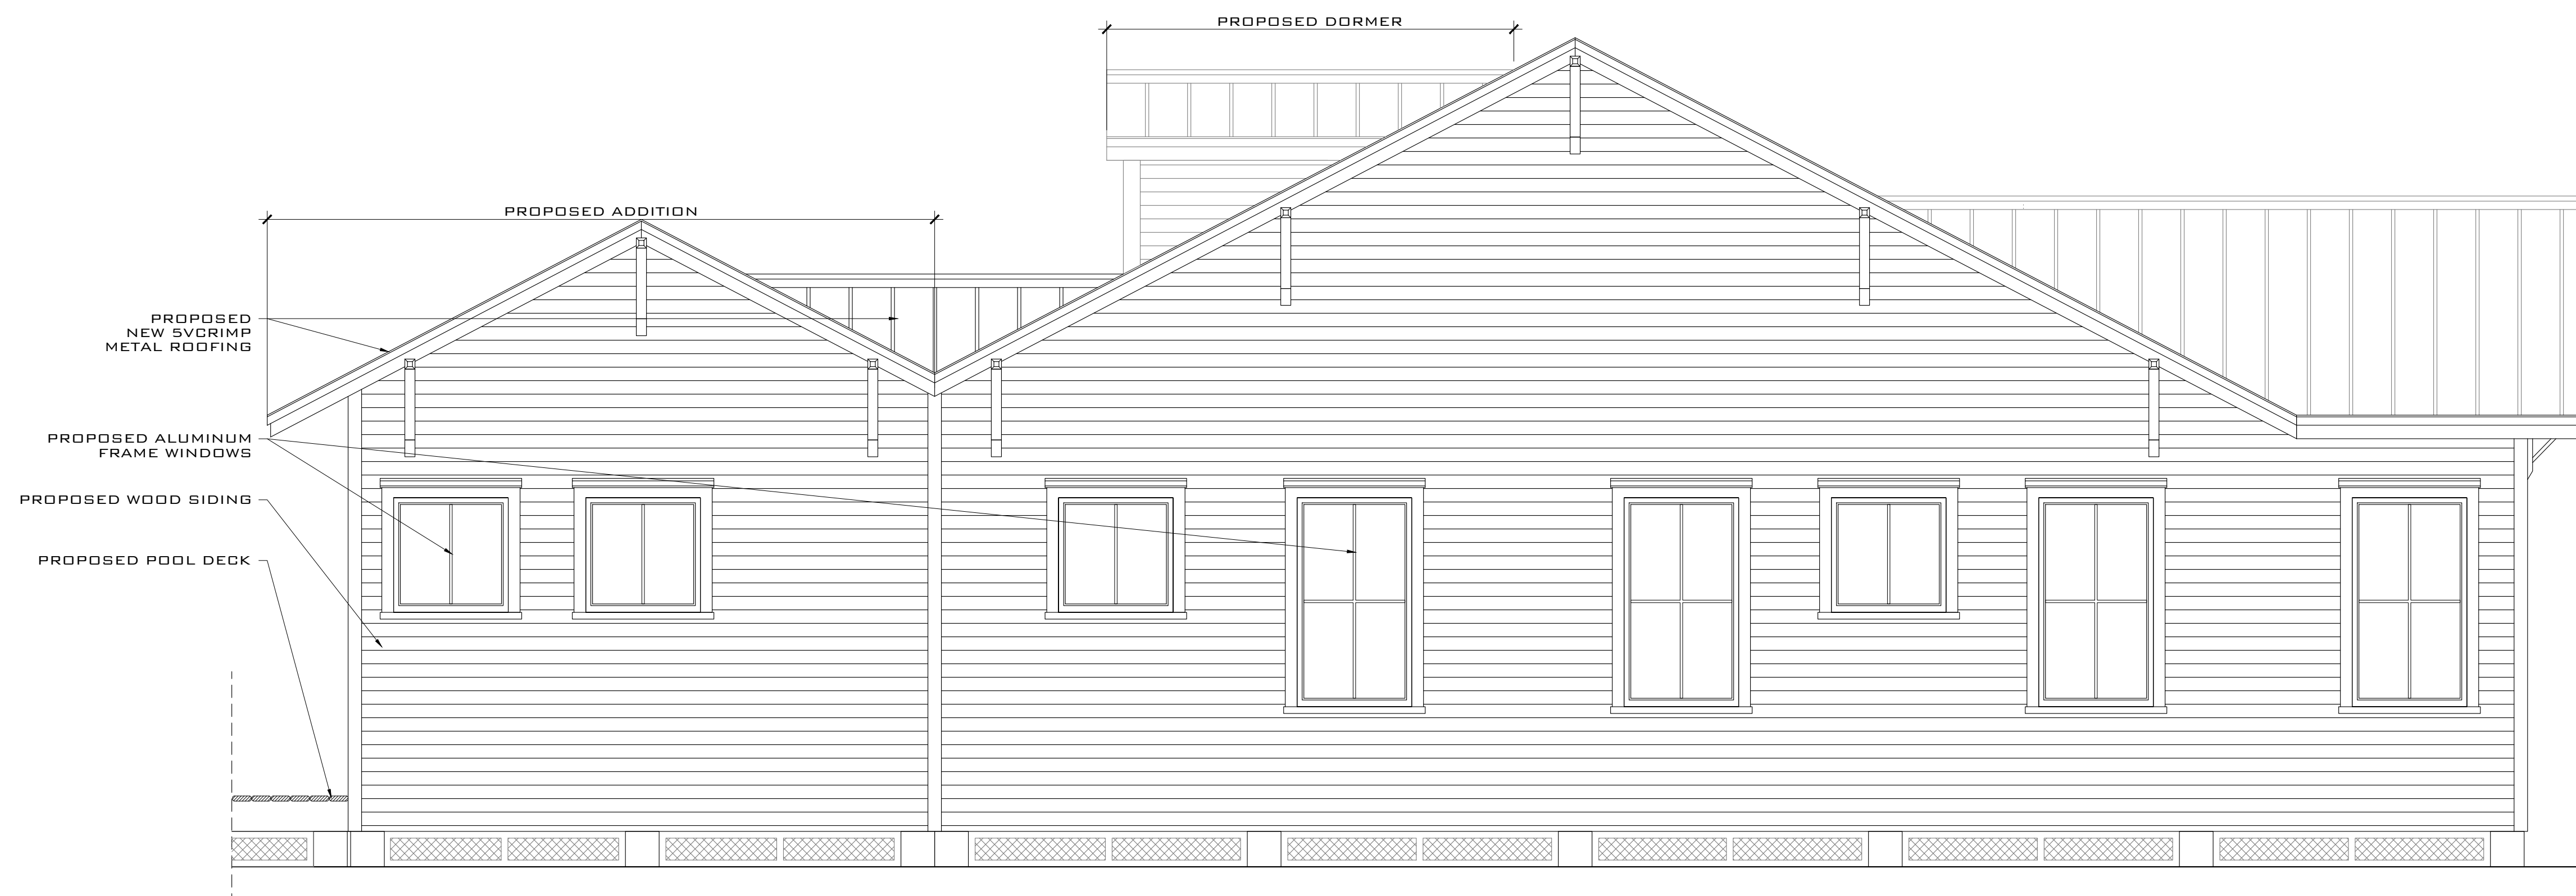 PROPOSED DORMER
PROPOSED ADDITION
PROPOSED
NEW 5VCRIMP
METAL ROOFING
PROPOSED ALUMINUM
FRAME WINDOWS
PROPOSED WOOD SIDING
PROPOSED POOL DECK